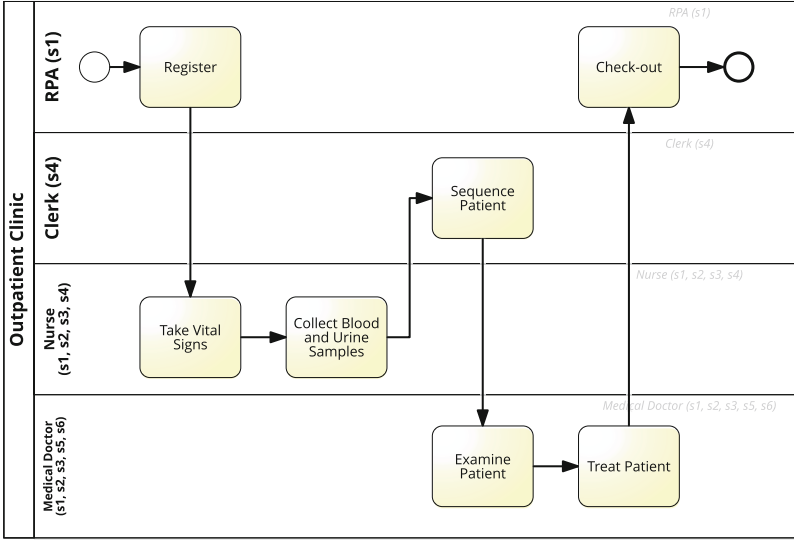 Outpatient Clinic
RPA (s1)
RPA (s1)
Register
Check-out
Clerk (s4)
Clerk (s4)
Sequence
Patient
Nurse
(s1, s2, s3, s4)
Nurse (s1, s2, s3, s4)
Take Vital
Signs
Collect Blood
and Urine
Samples
Medical Doctor
(s1, s2, s3, s5, s6)
Medical Doctor (s1, s2, s3, s5, s6)
Examine
Patient
Treat Patient